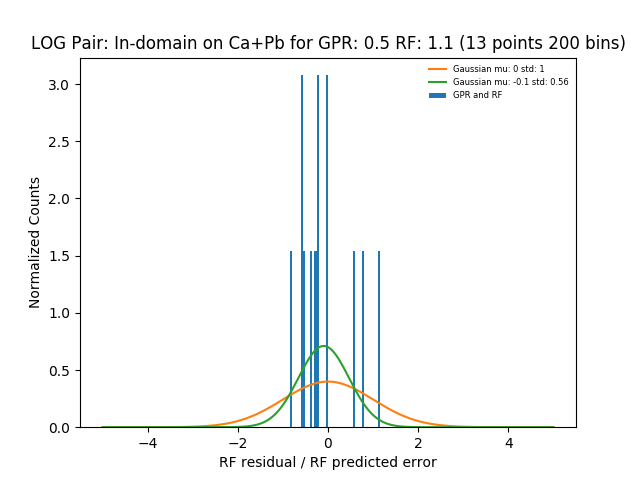 LOG Pair: In-domain on Ca+Pb for GPR: 0.5 RF: 1.1 (13 points 200 bins)
Gaussian mu: 0 std: 1
Gaussian mu: -0.1 std: 0.56
GPR and RF
Normalized Counts
3.0
2.5
2.0
1.5
1.0
0.5
0.0
−4
−2
0
2
4
RF residual / RF predicted error